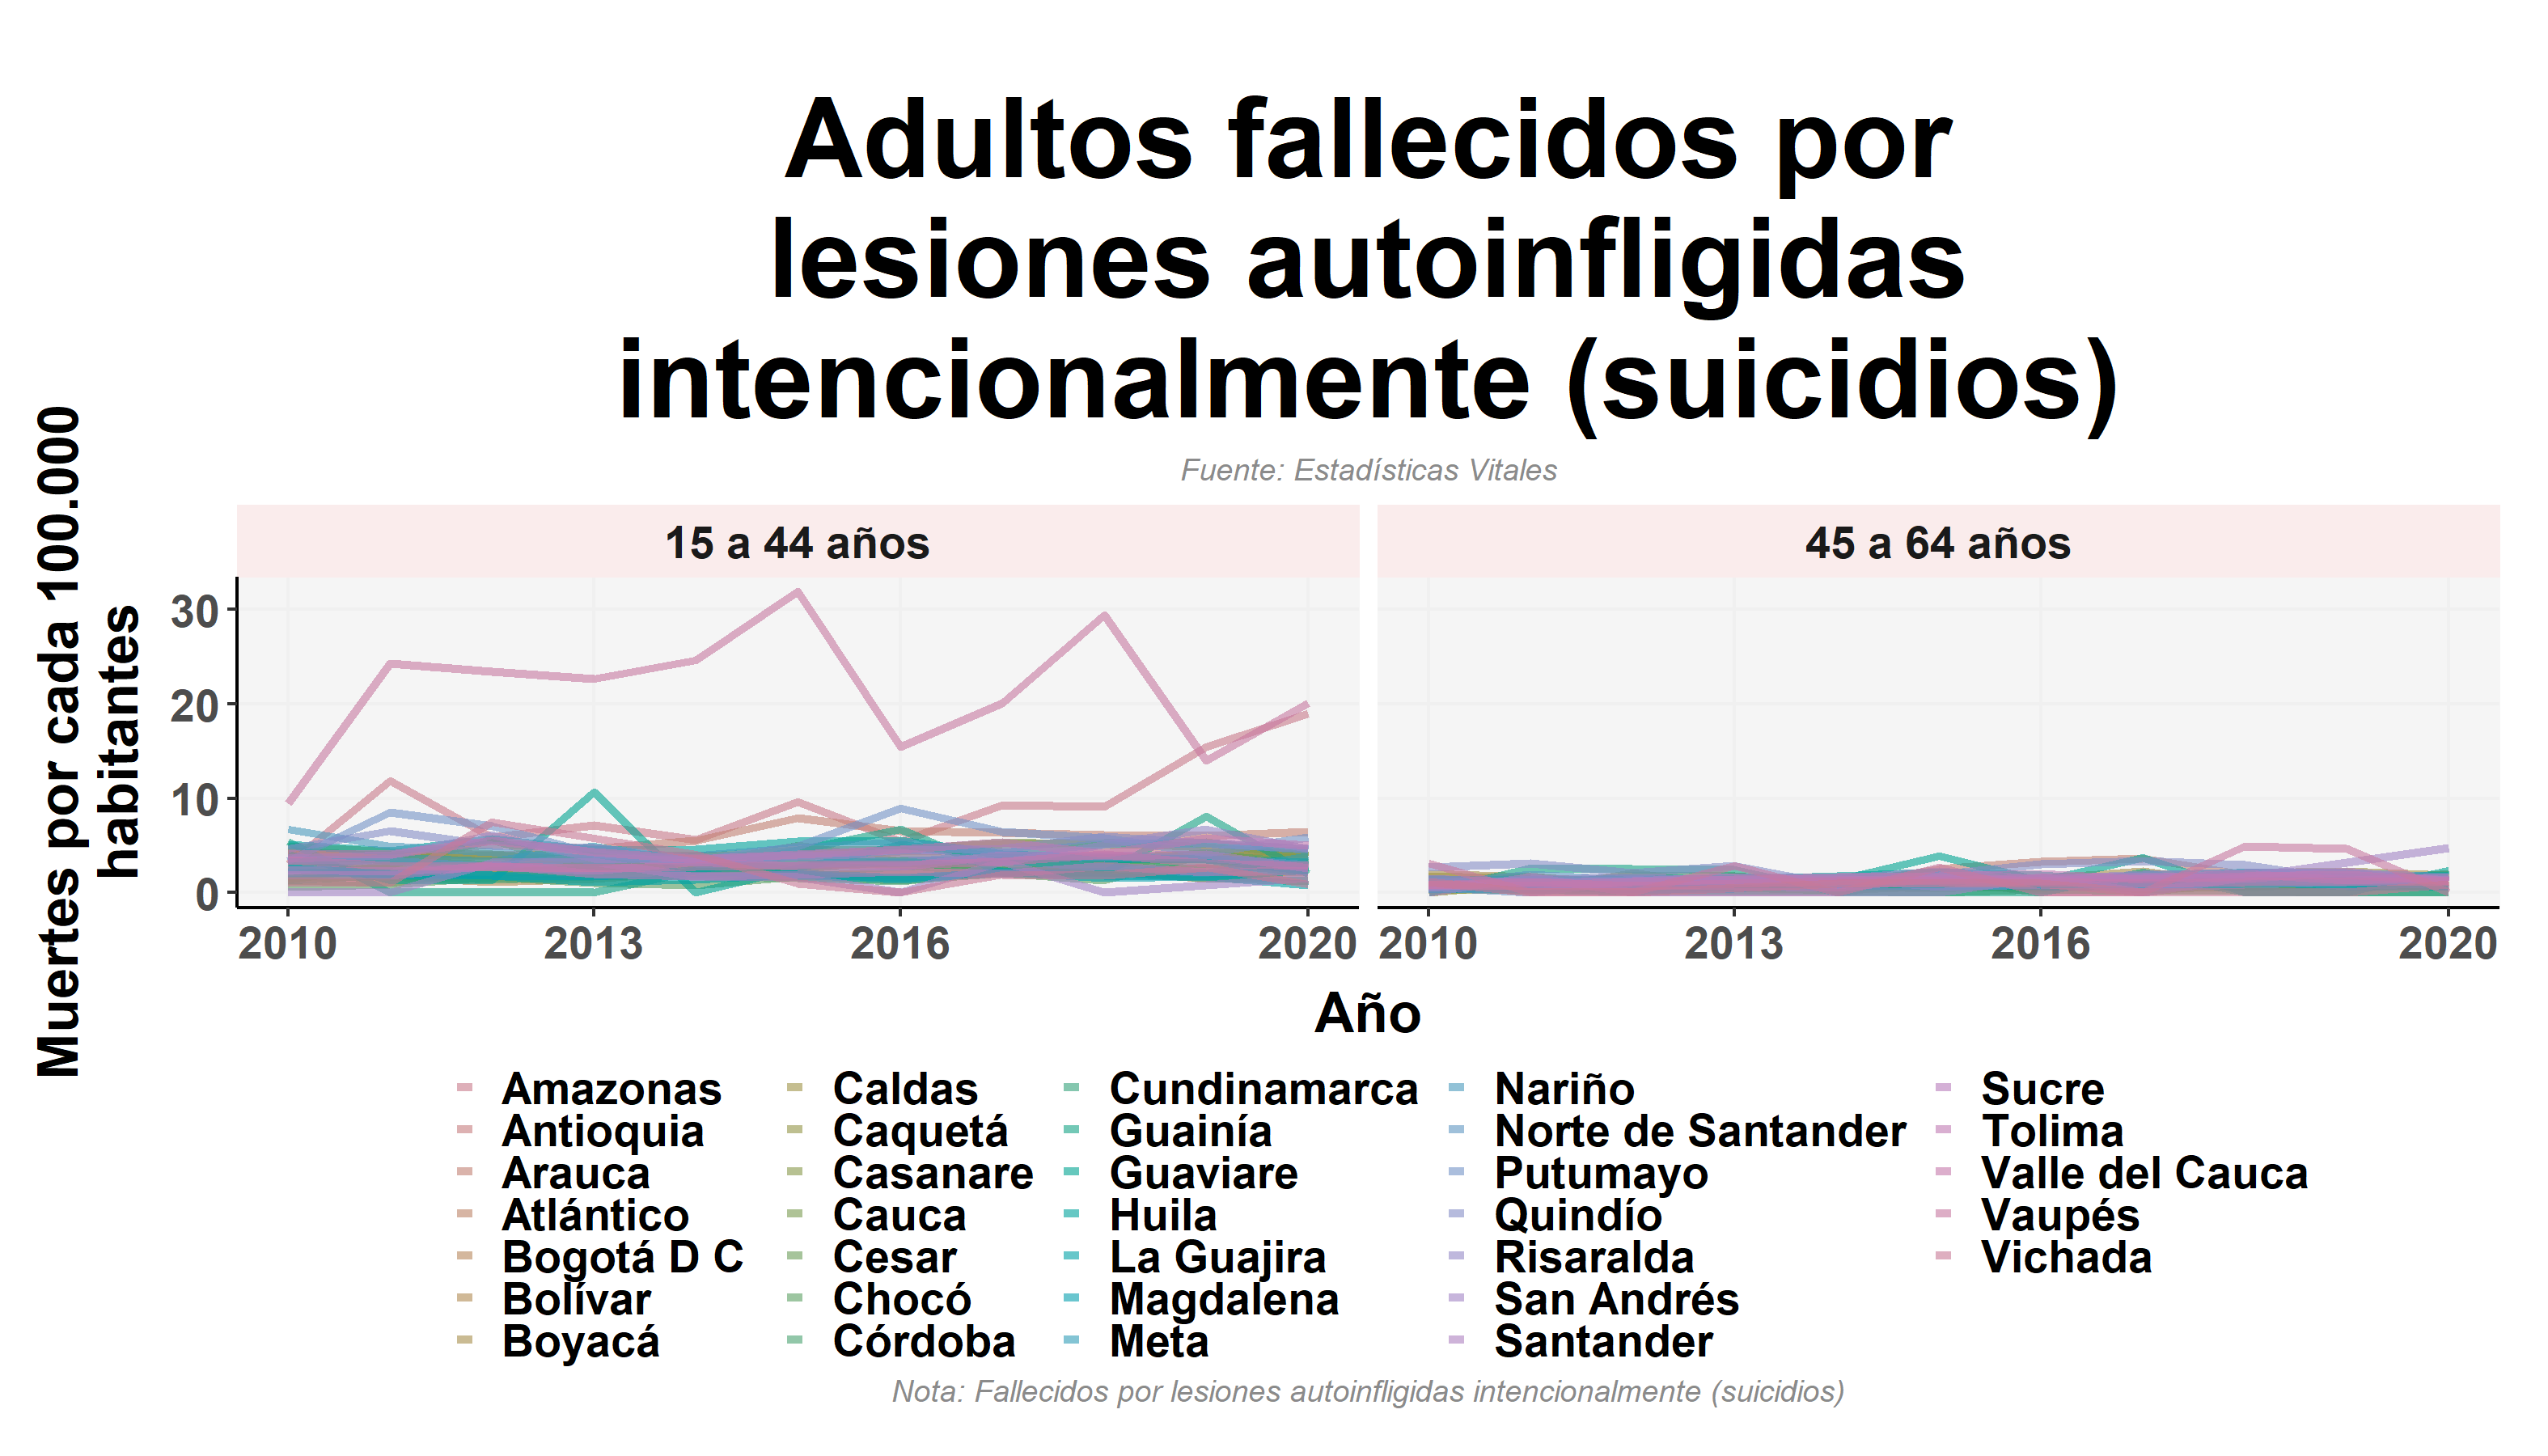 Adultos fallecidos por
lesiones autoinfligidas
intencionalmente (suicidios)
Fuente: Estadísticas Vitales
Muertes por cada 100.000
habitantes
15 a 44 años
45 a 64 años
30
20
10
0
2010 2013 2016 2020
2010 2013 2016 2020
Año
Amazonas
Antioquia
Arauca
Atlántico
Bogotá D C
Bolívar
Boyacá
Caldas
Caquetá
Casanare
Cauca
Cesar
Chocó
Córdoba
Cundinamarca
Guainía
Guaviare
Huila
La Guajira
Magdalena
Meta
Nariño
Norte de Santander
Putumayo
Quindío
Risaralda
San Andrés
Santander
Sucre
Tolima
Valle del Cauca
Vaupés
Vichada
Nota: Fallecidos por lesiones autoinfligidas intencionalmente (suicidios)